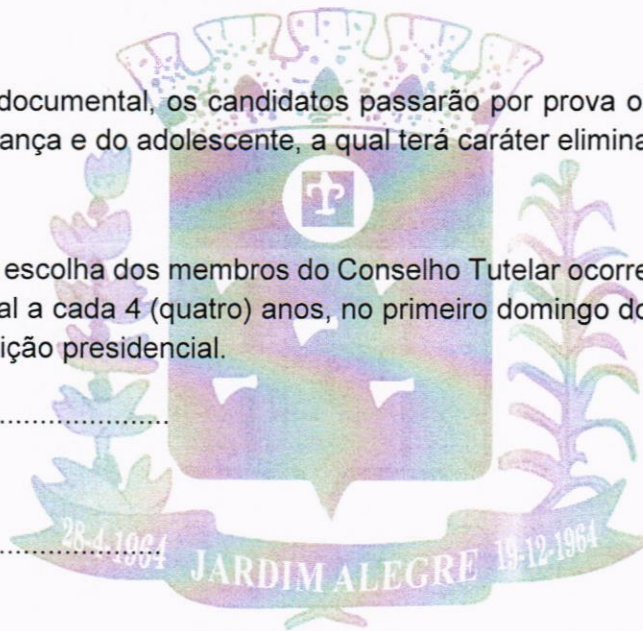 documental, os candidatos passarão por prova o
ança e do adolescente, a qual terá caráter elimina
escolha dos membros do Conselho Tutelar ocorre
al a cada 4 (quatro) anos, no primeiro domingo do
ição presidencial.
.....................
....................
28-4-1964 JARDIM ALEGRE 19-12-1964